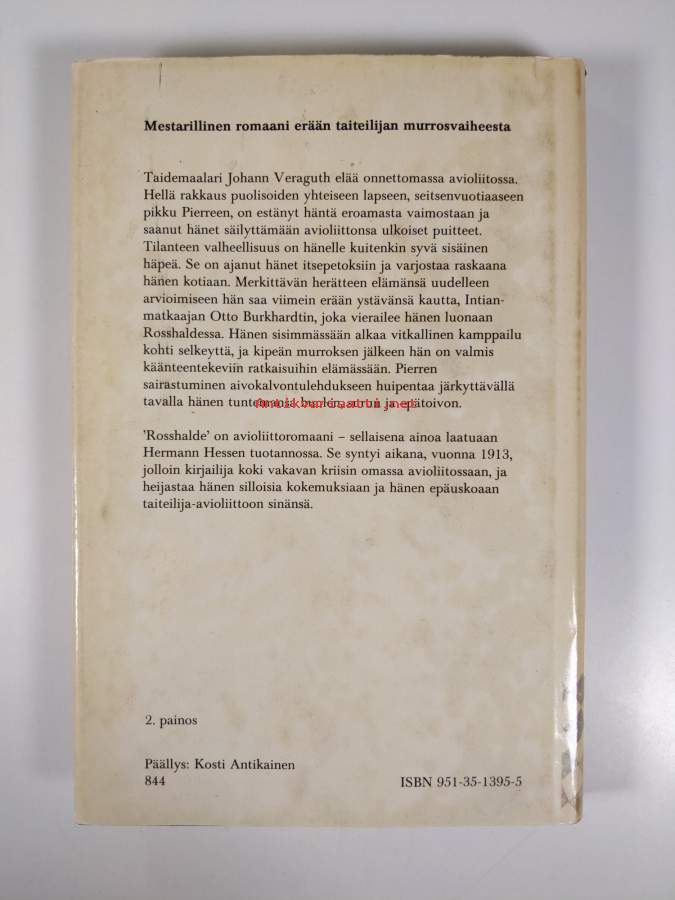 Mestarillinen romaani erään taiteilijan murrosvaiheesta
Taidemaalari Johann Veraguth elää onnettomassa avioliitossa.
Hellä rakkaus puolisoiden yhteiseen lapseen, seitsenvuotiaaseen
pikku Pierreen, on estänyt häntä eroamasta vaimostaan ja
saanut hänet säilyttämään avioliittonsa ulkoiset puitteet.
Tilanteen valheellisuus on hänelle kuitenkin syvä sisäinen
häpeä. Se on ajanut hänet itsepetoksiin ja varjostaa raskaana
hänen kotiaan. Merkittävän herätteen elämänsä uudelleen
arvioimiseen hän saa viimein erään ystävänsä kautta, Intian-
matkaajan Otto Burkhardtin, joka vierailee hänen luonaan
Rosshaldessa. Hänen sisimmässään alkaa vitkallinen kamppailu
kohti selkeyttä, ja kipeän murroksen jälkeen hän on valmis
käänteentekeviin ratkaisuihin elämässään. Pierren
sairastuminen aivokalvontulehdukseen huipentaa järkyttävällä
tavalla hänen tuntemansa ja epätoivon.
Antikvariaatti.net
'Rosshalde' on avioliittoromaani – sellaisena ainoa laatuaan
Hermann Hessen tuotannossa. Se syntyi aikana, vuonna 1913,
jolloin kirjailija koki vakavan kriisin omassa avioliitossaan, ja
heijastaa hänen silloisia kokemuksiaan ja hänen epäuskoaan
taiteilija-avioliittoon sinänsä.
2. painos
Päällys: Kosti Antikainen
844 ISBN 951-35-1395-5